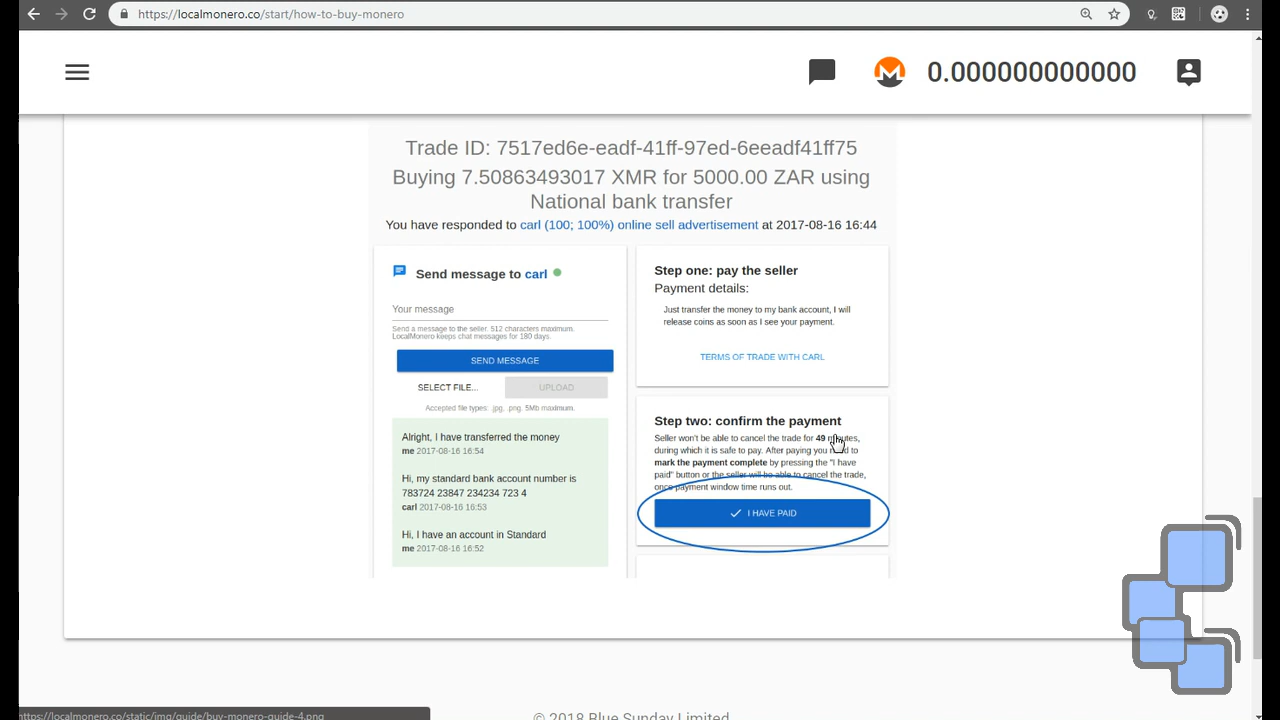 https://localmonero.co/start/how-to-buy-monero
0.000000000000
Trade ID: 7517ed6e-eadf-41ff-97ed-6eeadf41ff75
Buying 7.50863493017 XMR for 5000.00 ZAR using
National bank transfer
You have responded to carl (100; 100%) online sell advertisement at 2017-08-16 16:44
Send message to carl
Your message
Send a message to the seller. 512 characters maximum.
LocalMonero keeps chat messages for 180 days.
SEND MESSAGE
SELECT FILE... UPLOAD
Accepted file types: .jpg, .png. 5Mb maximum.
Alright, I have transferred the money
me 2017-08-16 16:54
Hi, my standard bank account number is
783724 23847 234234 723 4
carl 2017-08-16 16:53
Hi, I have an account in Standard
me 2017-08-16 16:52
Step one: pay the seller
Payment details:
Just transfer the money to my bank account, I will
release coins as soon as I see your payment.
TERMS OF TRADE WITH CARL
Step two: confirm the payment
Seller won't be able to cancel the trade for 49 minutes,
during which it is safe to pay. After paying you need to
mark the payment complete by pressing the "I have
paid" button or the seller will be able to cancel the trade,
once payment window time runs out.
I HAVE PAID
https://localmonero.co/static/img/guide/buy-monero-guide-4.png
© 2018 Blue Sunday Limited